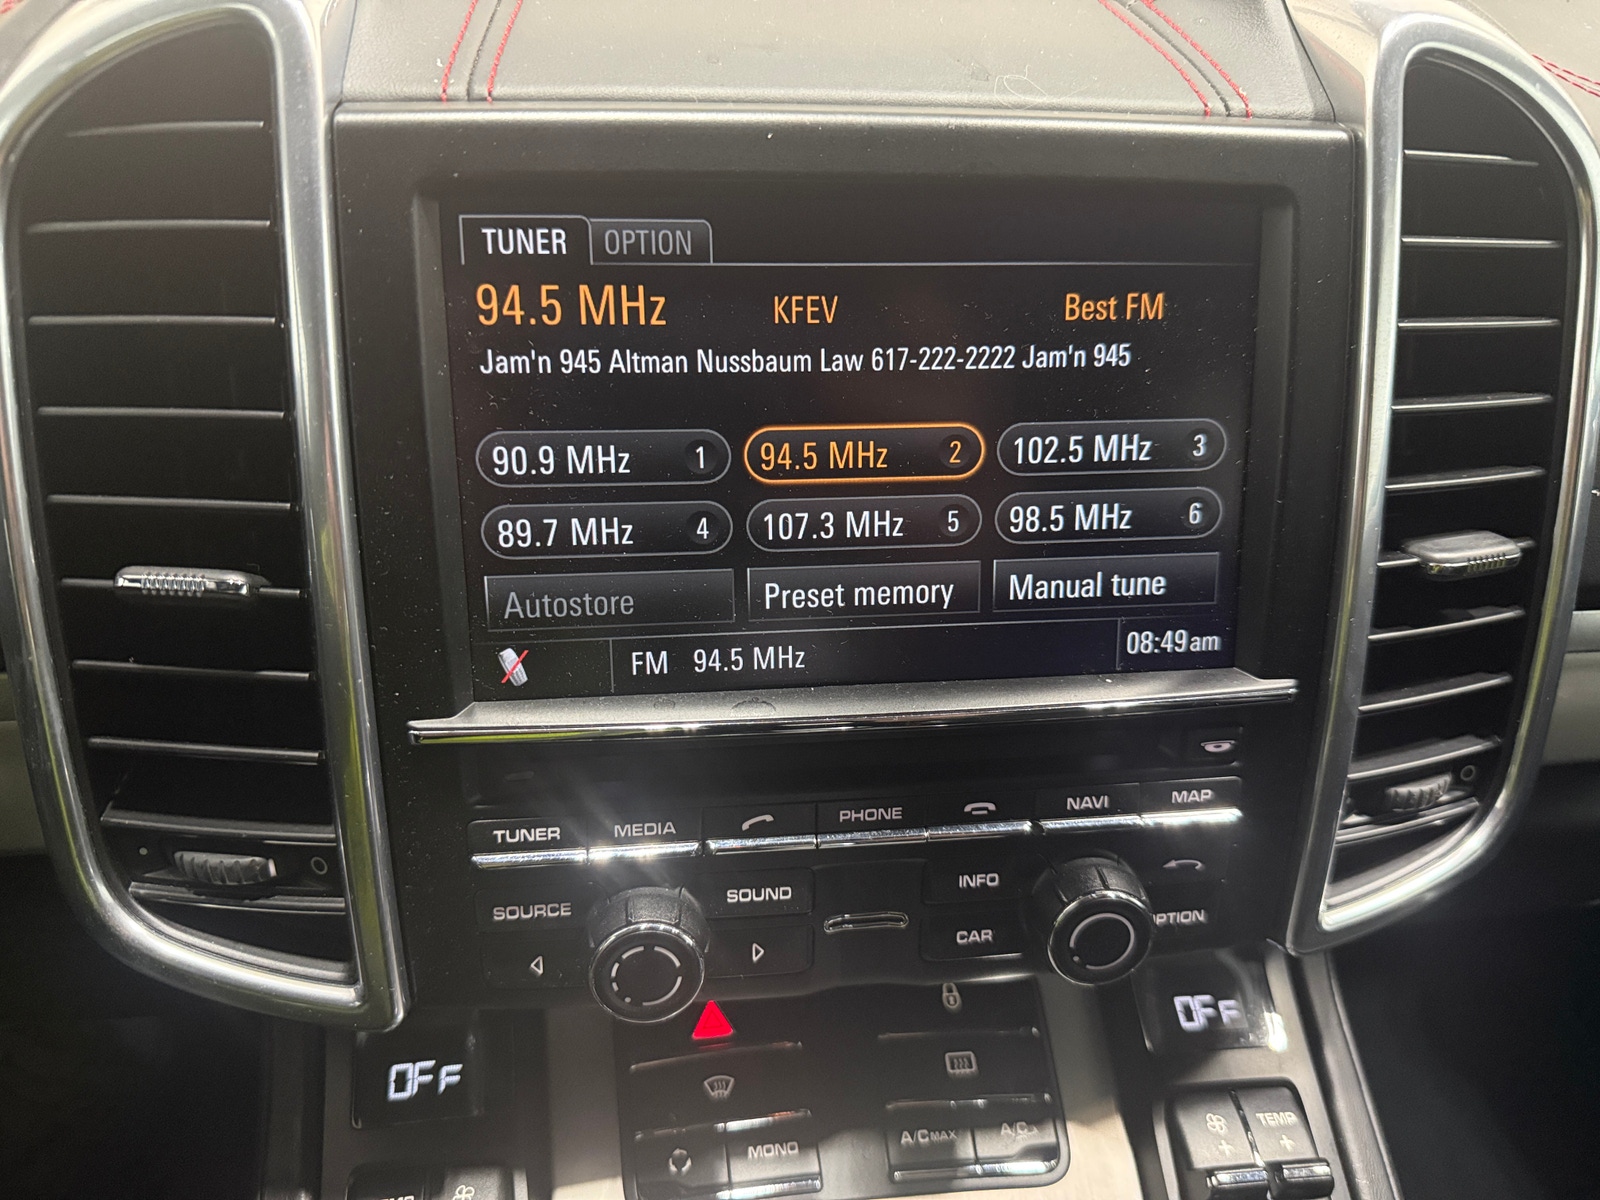 TUNER OPTION
94.5 MHz KFEV Best FM
Jam'n 945 Altman Nussbaum Law 617-222-2222 Jam'n 945
90.9 MHz 1 94.5 MHz 2 102.5 MHz 3
89.7 MHz 4 107.3 MHz 5 98.5 MHz 6
Autostore Preset memory Manual tune
FM 94.5 MHz 08:49am
TUNER MEDIA PHONE NAVI MAP
SOURCE SOUND INFO
CAR PTION
OFF
OFF
MONO A/C MAX A/C
TEMP
+ +